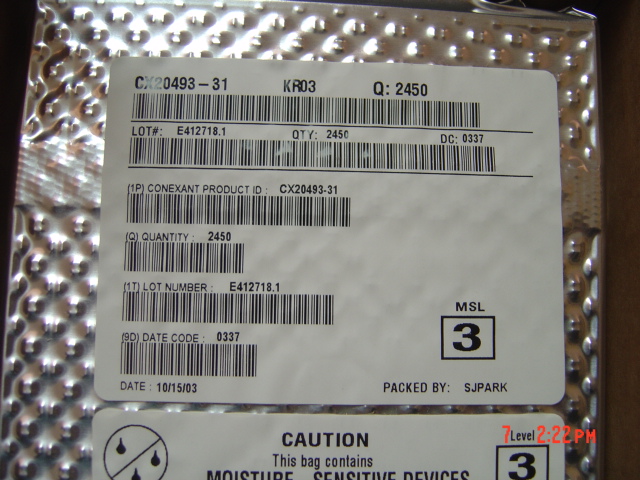 CX20493-31 KR03 Q: 2450
LOT#: E412718.1 QTY: 2450 DC: 0337
(1P) CONEXANT PRODUCT ID : CX20493-31
(Q) QUANTITY : 2450
(1T) LOT NUMBER : E412718.1
(9D) DATE CODE : 0337
MSL
3
DATE : 10/15/03 PACKED BY: SJPARK
CAUTION
This bag contains
MOISTURE - SENSITIVE DEVICES
Level
3
7 2:22 PM